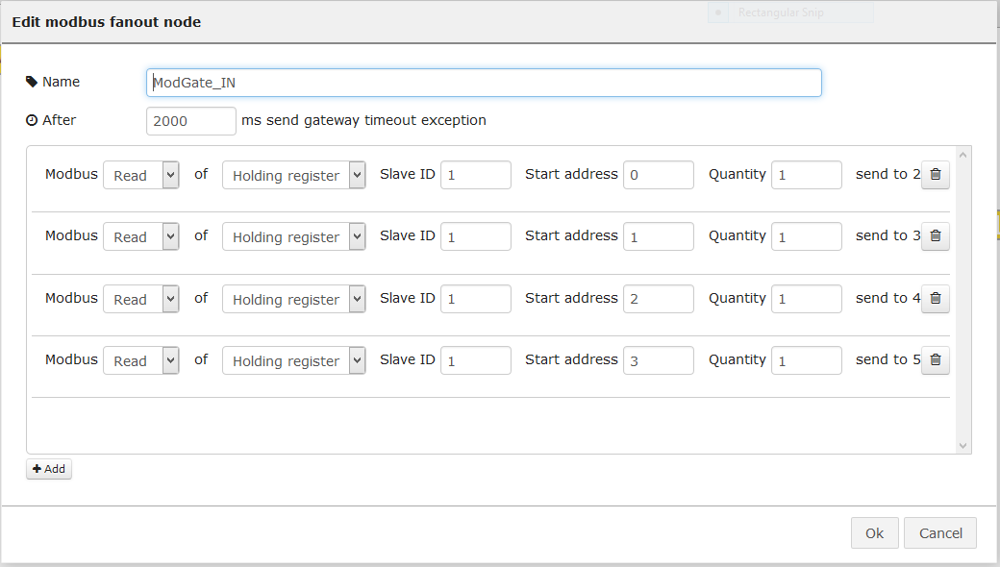 Rectangular Snip
Edit modbus fanout node
Name ModGate_IN
After 2000 ms send gateway timeout exception
Modbus Read of Holding register Slave ID 1 Start address 0 Quantity 1 send to 2
Modbus Read of Holding register Slave ID 1 Start address 1 Quantity 1 send to 3
Modbus Read of Holding register Slave ID 1 Start address 2 Quantity 1 send to 4
Modbus Read of Holding register Slave ID 1 Start address 3 Quantity 1 send to 5
+ Add
Ok Cancel